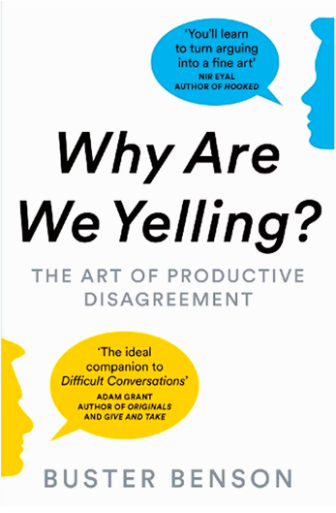 ‘You’ll learn
to turn arguing
into a fine art’
NIR EYAL
AUTHOR OF HOOKED
Why Are
We Yelling?
THE ART OF PRODUCTIVE
DISAGREEMENT
‘The ideal
companion to
Difficult Conversations’
ADAM GRANT
AUTHOR OF ORIGINALS
AND GIVE AND TAKE
BUSTER BENSON